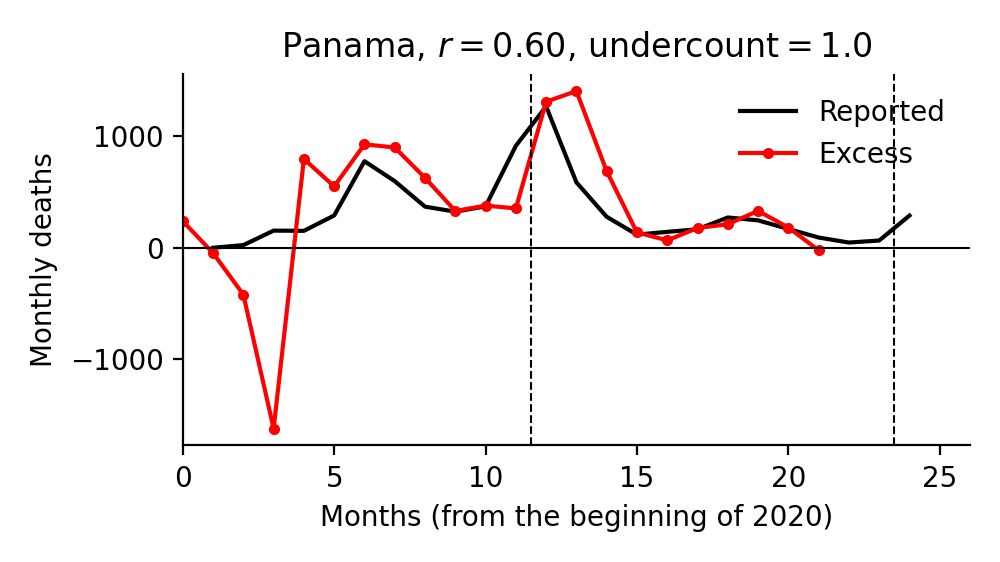 Panama, r = 0.60, undercount = 1.0
Reported
Excess
Monthly deaths
1000
0
−1000
0 5 10 15 20 25
Months (from the beginning of 2020)